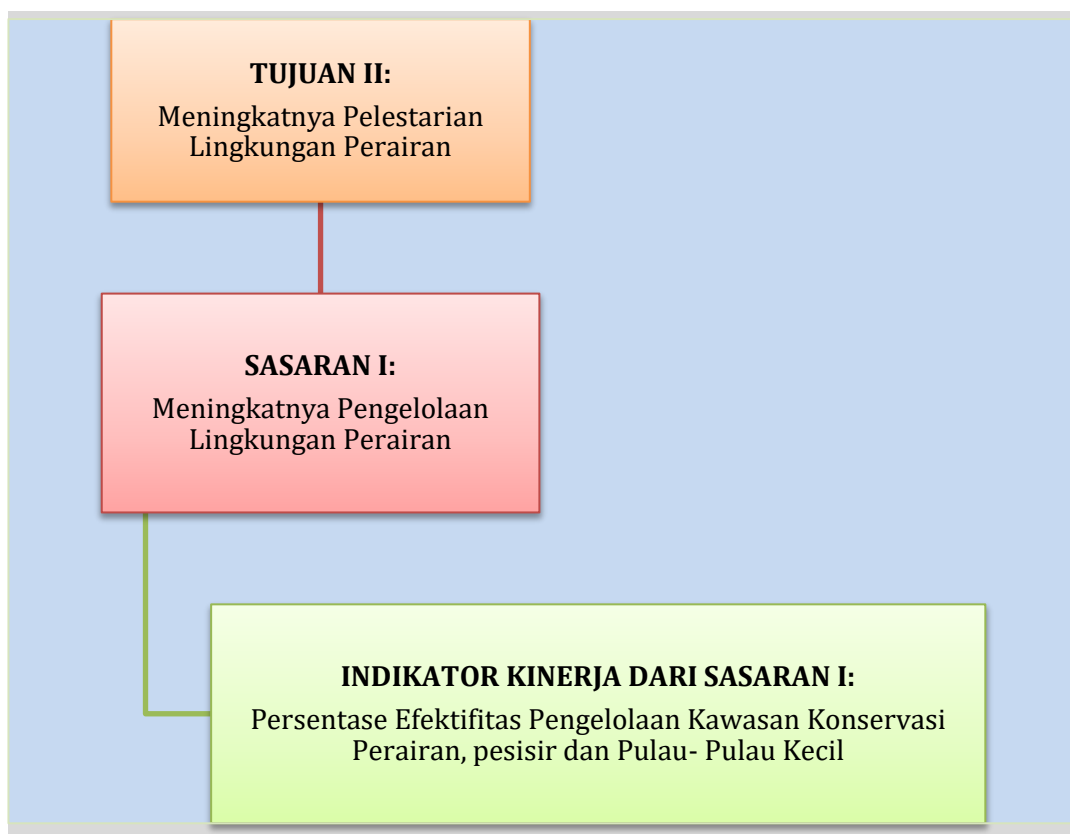 TUJUAN II:
Meningkatnya Pelestarian
Lingkungan Perairan
SASARAN I:
Meningkatnya Pengelolaan
Lingkungan Perairan
INDIKATOR KINERJA DARI SASARAN I:
Persentase Efektifitas Pengelolaan Kawasan Konservasi
Perairan, pesisir dan Pulau- Pulau Kecil